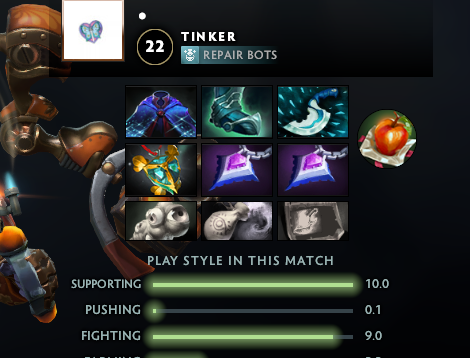 22
TINKER
REPAIR BOTS
PLAY STYLE IN THIS MATCH
SUPPORTING 10.0
PUSHING 0.1
FIGHTING 9.0